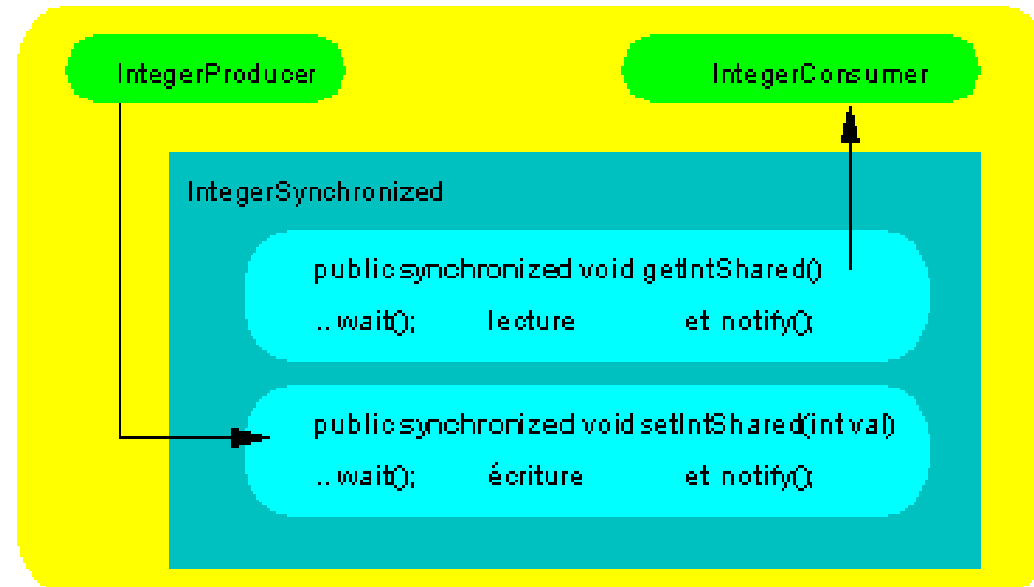 IntegerProducer
IntegerConsumer
IntegerSynchronized
public synchronized void getIntShared()
.. wait(); lecture et notify();
public synchronized void setIntShared(int val)
.. wait(); écriture et notify();